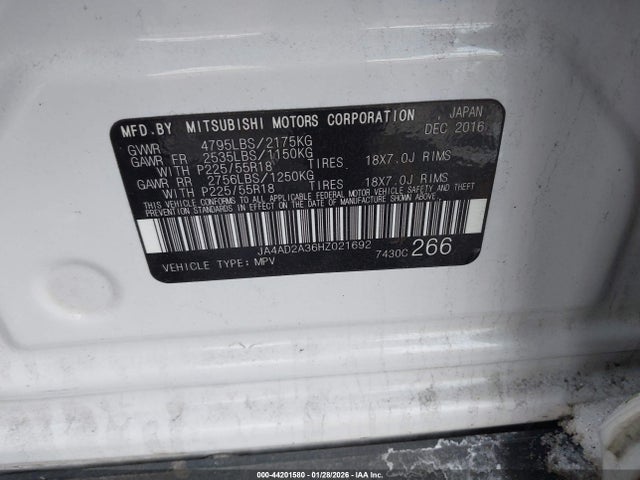 MFD.BY MITSUBISHI MOTORS CORPORATION JAPAN
GVWR 4795LBS/2175KG DEC 2016
GAWR FR 2535LBS/1150KG
WITH P225/55R18 TIRES 18X7.0J RIMS
GAWR RR 2756LBS/1250KG
WITH P225/55R18 TIRES 18X7.0J RIMS
THIS VEHICLE CONFORMS TO ALL APPLICABLE FEDERAL MOTOR VEHICLE SAFETY AND THEFT
PREVENTION STANDARDS IN EFFECT ON THE DATE OF MANUFACTURE SHOWN ABOVE.
JA4AD2A36HZ021692
VEHICLE TYPE: MPV 7430C 266
000-44201580 | 01/28/2026 - IAA Corp.